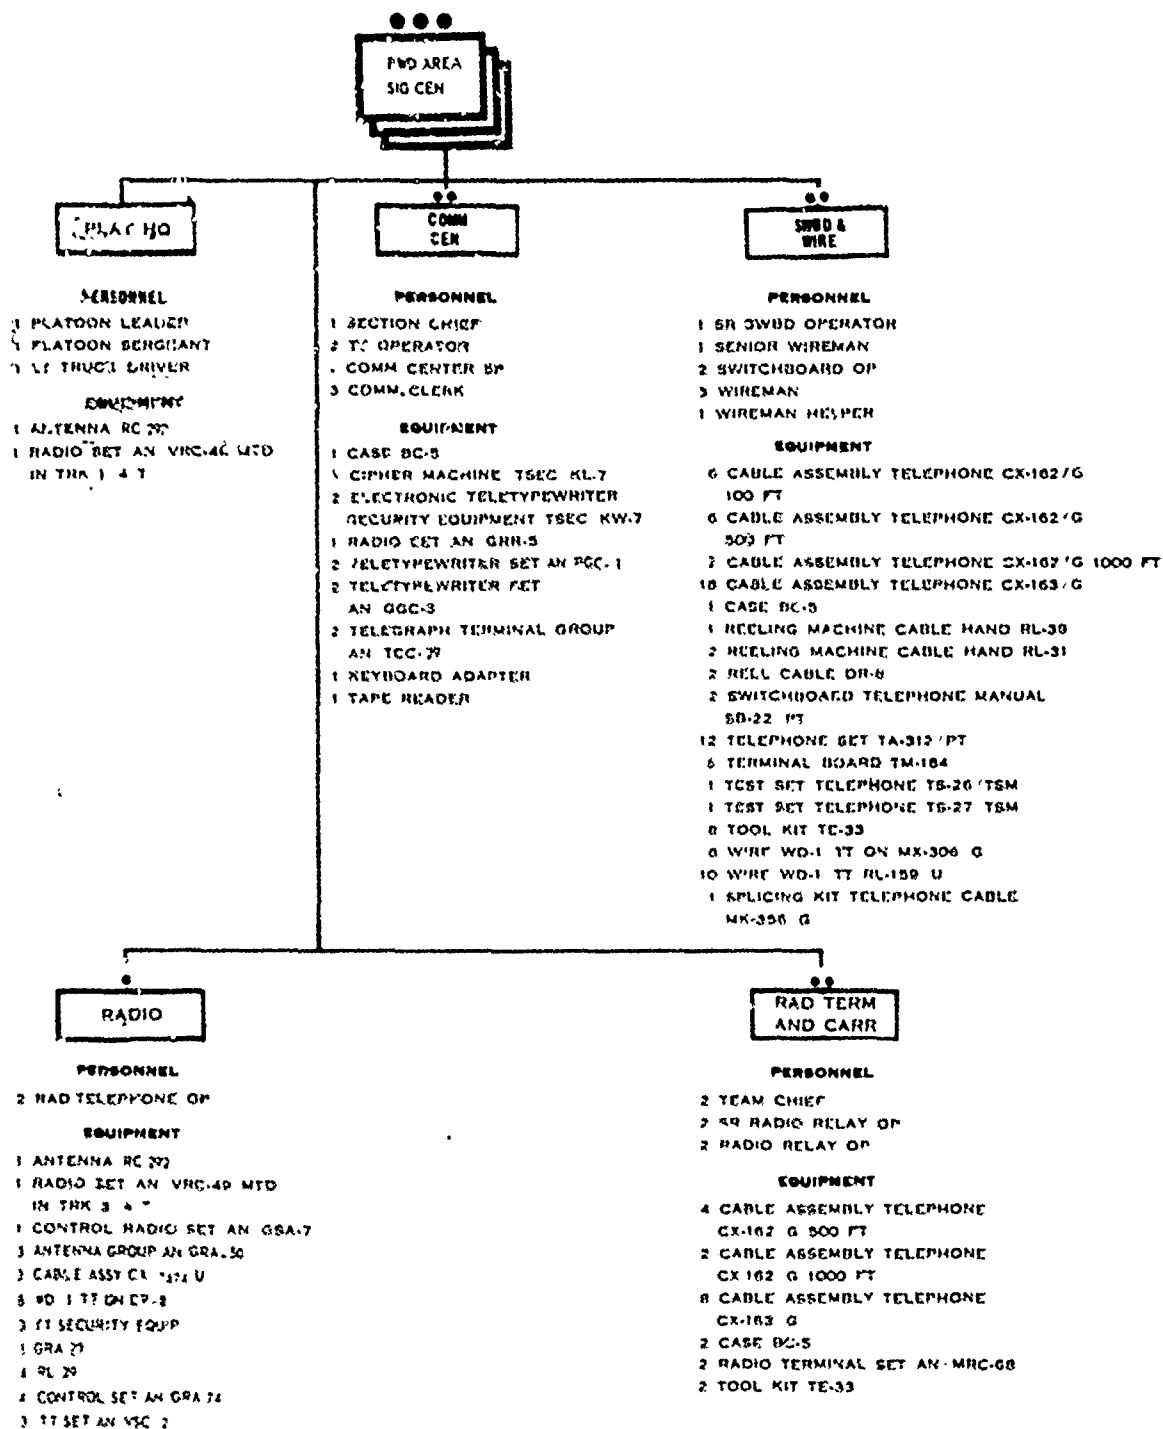 FWD AREA
SIG CEN
PLAT HQ
PERSONNEL
PLATOON LEADER
PLATOON SERGEANT
LT TRUCK DRIVER
EQUIPMENT
1 ANTENNA RC 292
1 RADIO SET AN VRC-46 MTD
IN TRK 1 4 T
COMM
CEN
PERSONNEL
1 SECTION CHIEF
2 TT OPERATOR
COMM CENTER SP
3 COMM. CLERK
EQUIPMENT
1 CASE BC-5
CIPHER MACHINE TSEC KL-7
2 ELECTRONIC TELETYPEWRITER
SECURITY EQUIPMENT TSEC KW-7
1 RADIO SET AN GRR-5
2 TELETYPEWRITER SET AN PGC-1
2 TELETYPEWRITER SET
AN GGC-3
2 TELEGRAPH TERMINAL GROUP
AN TCC-29
1 KEYBOARD ADAPTER
1 TAPE READER
SWBD &
WIRE
PERSONNEL
1 SR SWBD OPERATOR
1 SENIOR WIREMAN
2 SWITCHBOARD OP
3 WIREMAN
1 WIREMAN HELPER
EQUIPMENT
6 CABLE ASSEMBLY TELEPHONE CX-162/G
100 FT
6 CABLE ASSEMBLY TELEPHONE CX-162/G
500 FT
2 CABLE ASSEMBLY TELEPHONE CX-162/G 1000 FT
18 CABLE ASSEMBLY TELEPHONE CX-163/G
1 CASE BC-5
1 REELING MACHINE CABLE HAND RL-30
2 REELING MACHINE CABLE HAND RL-31
2 REEL CABLE DR-8
2 SWITCHBOARD TELEPHONE MANUAL
SB-22 PT
12 TELEPHONE SET TA-312/PT
TERMINAL BOARD TM-184
1 TEST SET TELEPHONE TS-26/TSM
1 TEST SET TELEPHONE TS-27 TSM
8 TOOL KIT TE-33
WIRE WD-1 TT ON MX-306 G
10 WIRE WD-1 TT RL-159 U
1 SPLICING KIT TELEPHONE CABLE
MK-356 G
RADIO
PERSONNEL
2 RAD TELEPHONE OP
EQUIPMENT
1 ANTENNA RC 292
1 RADIO SET AN VRC-49 MTD
IN TRK 3 4 T
1 CONTROL RADIO SET AN GSA-7
3 ANTENNA GROUP AN GRA-50
CABLE ASSY CX U
WD 1 TT ON
3 TT SECURITY EQUIP
GRA
RL 29
CONTROL SET AN GRA 74
3 TT SET AN VSC 2
RAD TERM
AND CARR
PERSONNEL
2 TEAM CHIEF
2 SR RADIO RELAY OP
2 RADIO RELAY OP
EQUIPMENT
4 CABLE ASSEMBLY TELEPHONE
CX-162 G 500 FT
2 CABLE ASSEMBLY TELEPHONE
CX 162 G 1000 FT
8 CABLE ASSEMBLY TELEPHONE
CX-163 G
2 CASE BC-5
2 RADIO TERMINAL SET AN MRC-68
2 TOOL KIT TE-33